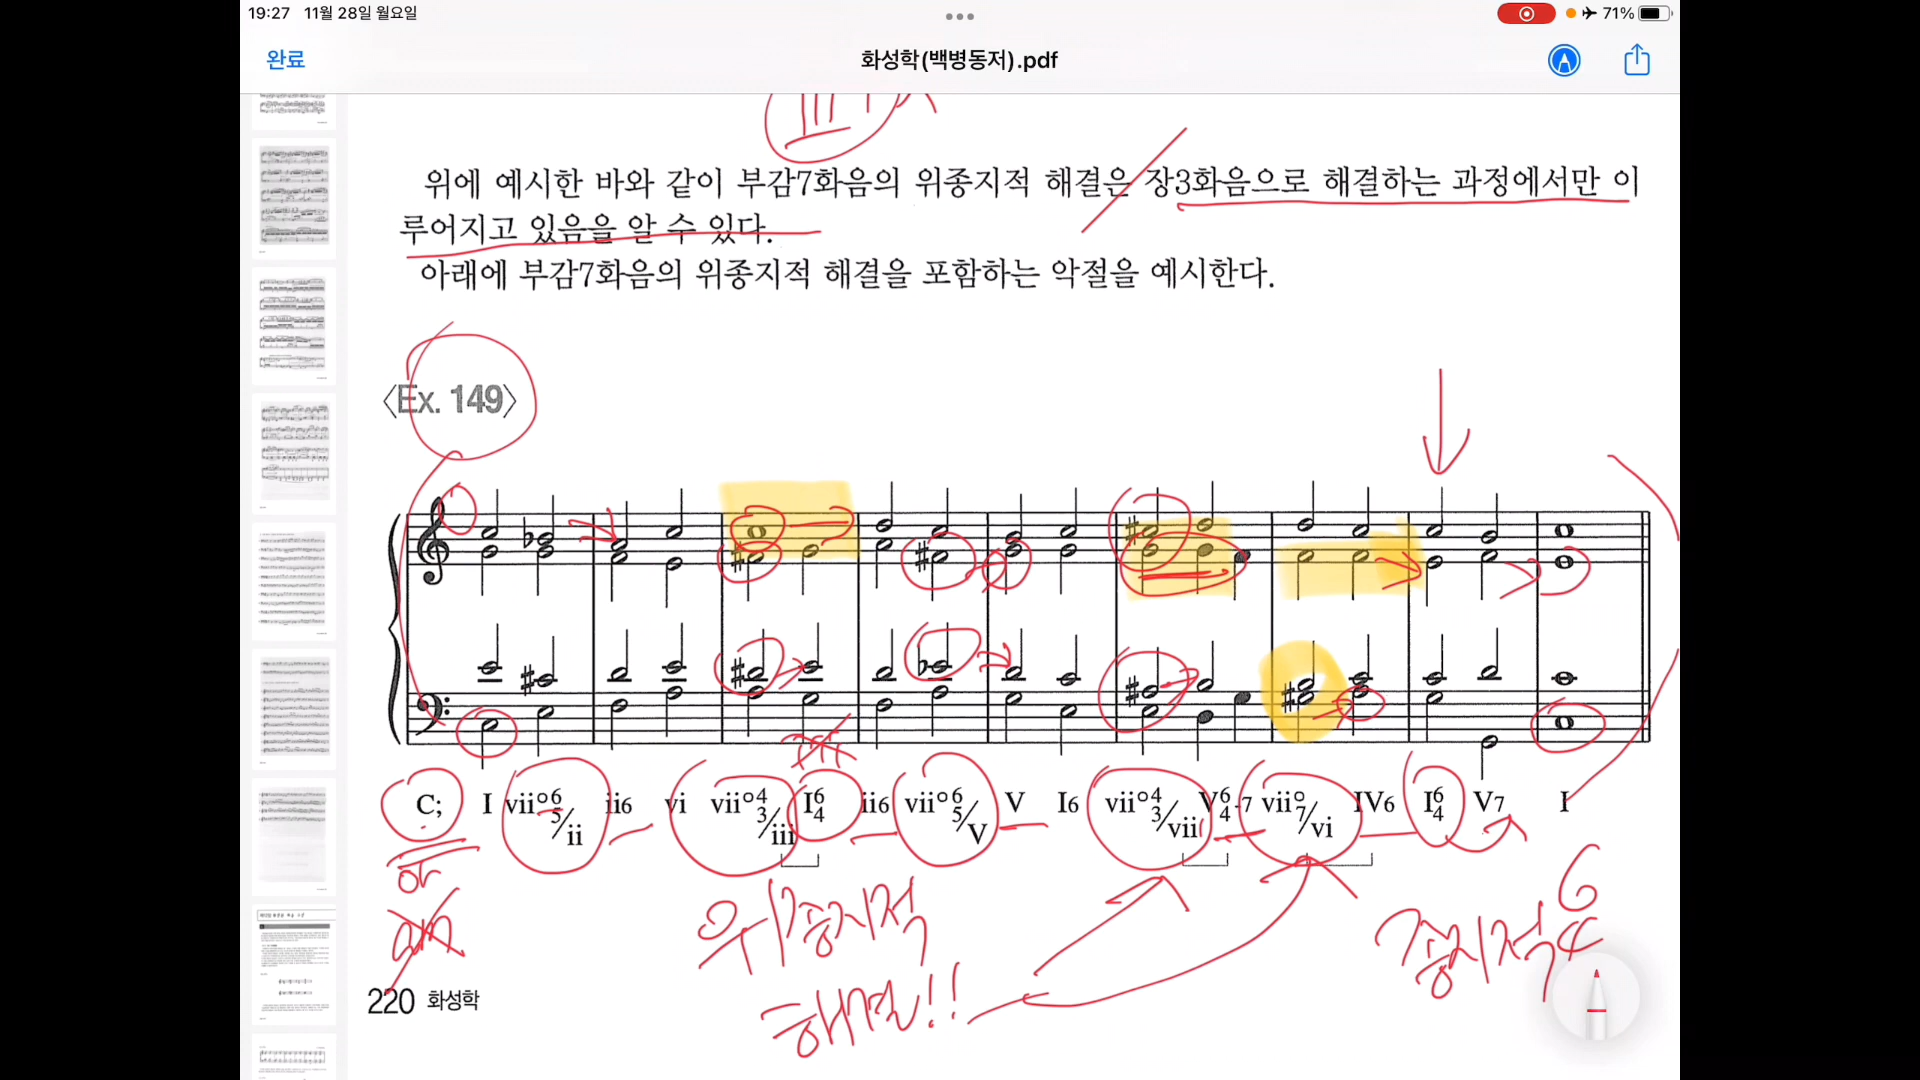 19:27 11월 28일 월요일
71%
완료
화성학(백병동저).pdf
위에 예시한 바와 같이 부감7화음의 위종지적 해결은 장3화음으로 해결하는 과정에서만 이
루어지고 있음을 알 수 있다.
아래에 부감7화음의 위종지적 해결을 포함하는 악절을 예시한다.
〈Ex. 149〉
C; I vii°6/5/ii ii6 vi vii°4/3/iii I6/4 ii6 vii°6/5/V V I6 vii°4/3/vii V6/4-7 vii°7/vi IV6 I6/4 V7 I
위종지적
해결!!
종지적 6/4
220 화성학